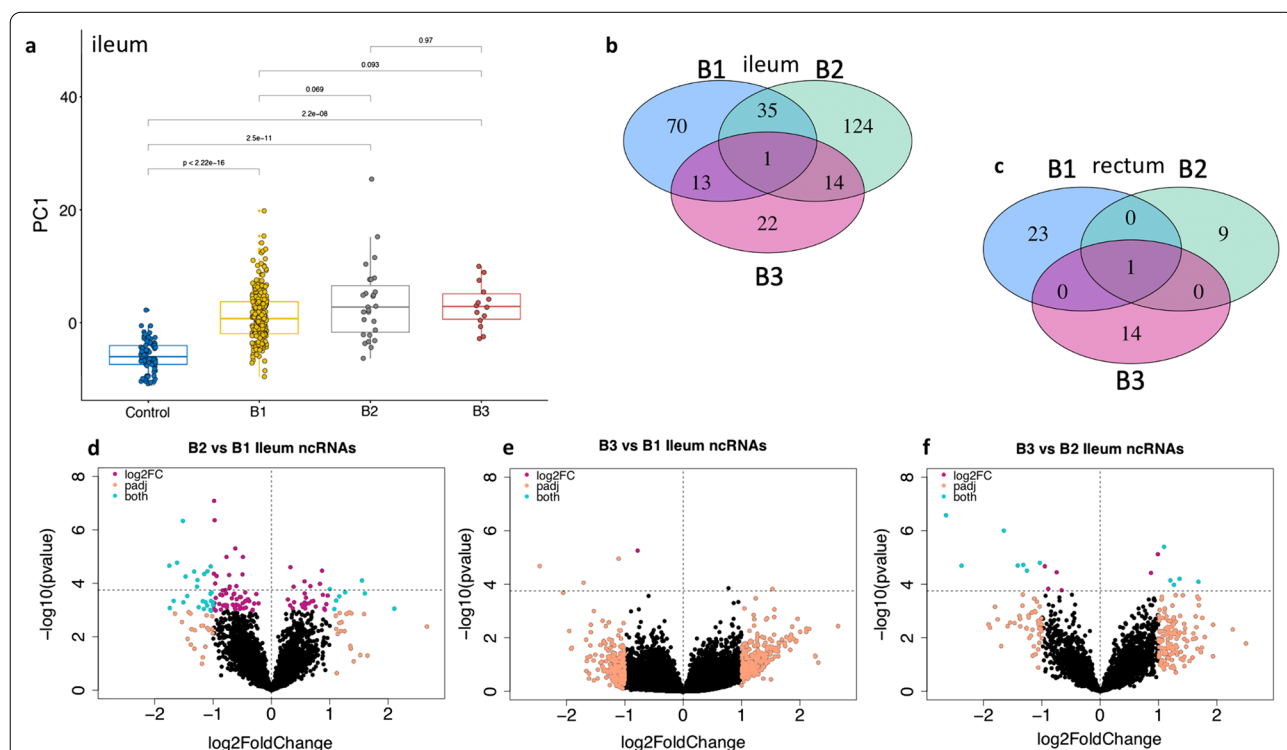 a ileum
0.97
0.093
0.069
2.2e−08
2.5e−11
p < 2.22e−16
PC1
40
20
0
Control B1 B2 B3
b
B1 ileum B2
70 35 124
1
13 14
22
B3
c
B1 rectum B2
23 0 9
1
0 0
14
B3
d B2 vs B1 Ileum ncRNAs
log2FC
padj
both
−log10(pvalue)
8
6
4
2
0
−2 −1 0 1 2
log2FoldChange
e B3 vs B1 Ileum ncRNAs
log2FC
padj
both
−log10(pvalue)
8
6
4
2
0
−2 −1 0 1 2
log2FoldChange
f B3 vs B2 Ileum ncRNAs
log2FC
padj
both
−log10(pvalue)
8
6
4
2
0
−2 −1 0 1 2
log2FoldChange